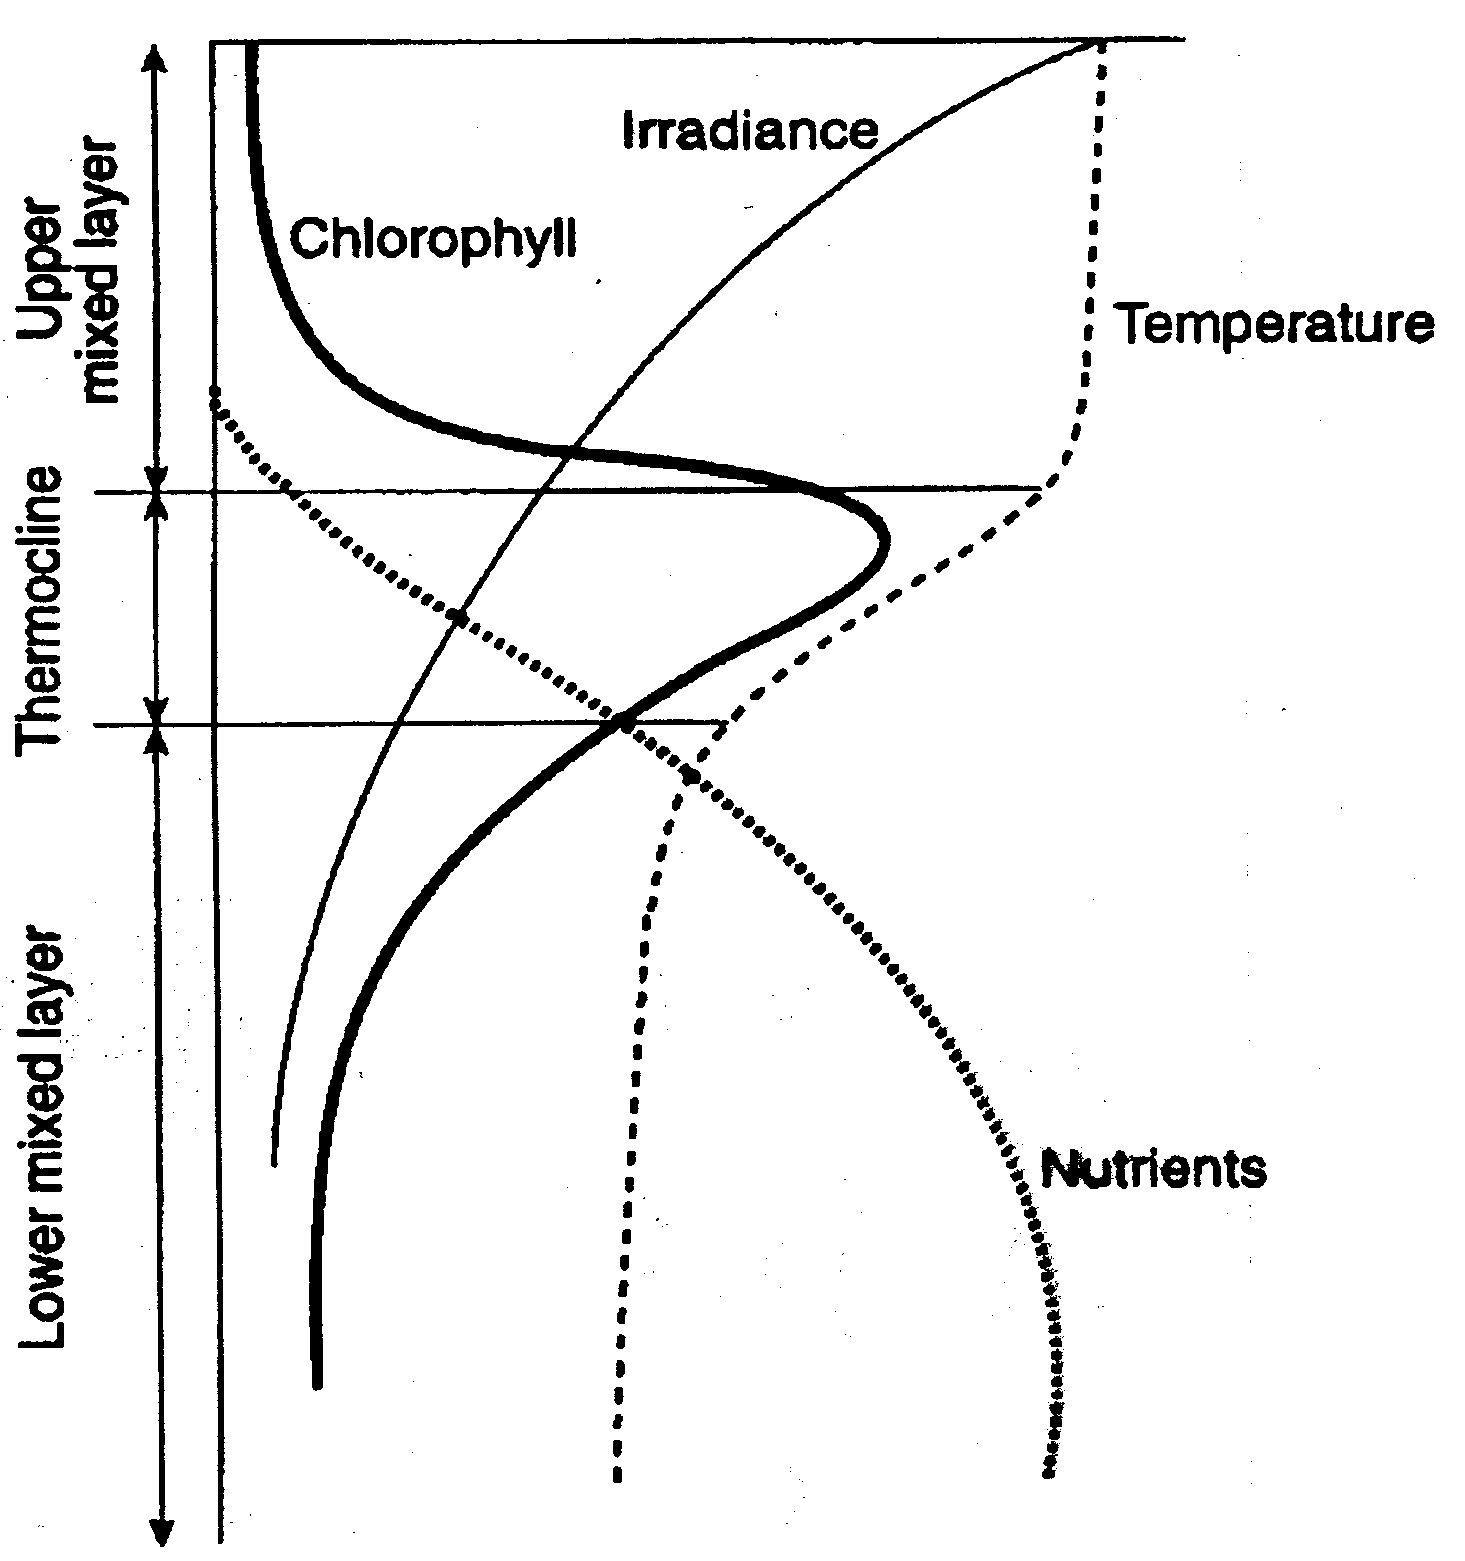 Irradiance
Chlorophyll
Temperature
Upper
mixed layer
Thermocline
Lower mixed layer
Nutrients